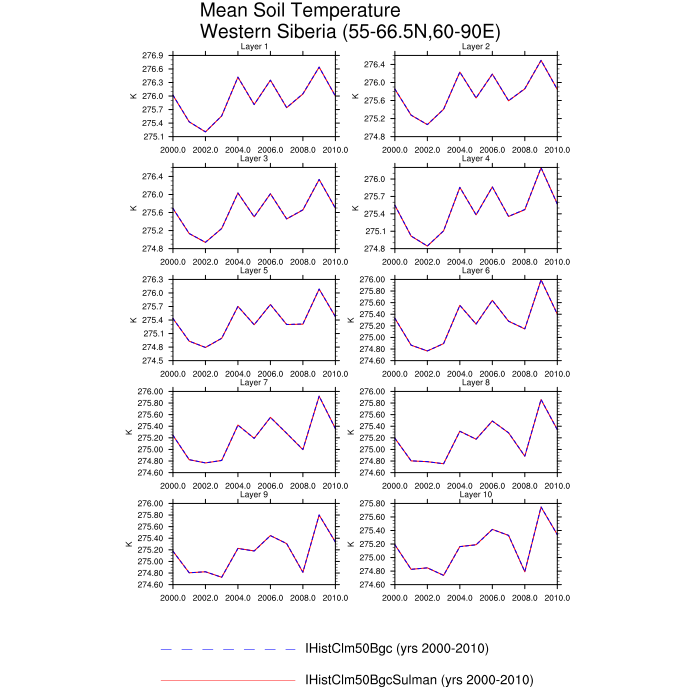 Mean Soil Temperature
Western Siberia (55-66.5N,60-90E)
Layer 1
K
276.9
276.6
276.3
276.0
275.7
275.4
275.1
2000.0 2002.0 2004.0 2006.0 2008.0 2010.0
Layer 2
K
276.4
276.0
275.6
275.2
274.8
2000.0 2002.0 2004.0 2006.0 2008.0 2010.0
Layer 3
K
276.4
276.0
275.6
275.2
274.8
2000.0 2002.0 2004.0 2006.0 2008.0 2010.0
Layer 4
K
276.0
275.7
275.4
275.1
274.8
2000.0 2002.0 2004.0 2006.0 2008.0 2010.0
Layer 5
K
276.3
276.0
275.7
275.4
275.1
274.8
274.5
2000.0 2002.0 2004.0 2006.0 2008.0 2010.0
Layer 6
K
276.00
275.80
275.60
275.40
275.20
275.00
274.80
274.60
2000.0 2002.0 2004.0 2006.0 2008.0 2010.0
Layer 7
K
276.00
275.80
275.60
275.40
275.20
275.00
274.80
274.60
2000.0 2002.0 2004.0 2006.0 2008.0 2010.0
Layer 8
K
276.00
275.80
275.60
275.40
275.20
275.00
274.80
274.60
2000.0 2002.0 2004.0 2006.0 2008.0 2010.0
Layer 9
K
276.00
275.80
275.60
275.40
275.20
275.00
274.80
274.60
2000.0 2002.0 2004.0 2006.0 2008.0 2010.0
Layer 10
K
275.80
275.60
275.40
275.20
275.00
274.80
274.60
2000.0 2002.0 2004.0 2006.0 2008.0 2010.0
IHistClm50Bgc (yrs 2000-2010)
IHistClm50BgcSulman (yrs 2000-2010)